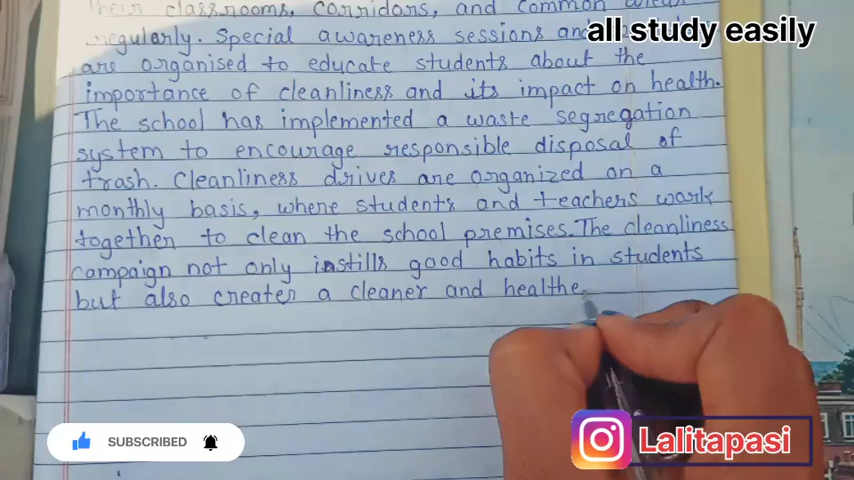 Their classrooms, corridors, and common areas
regularly. Special awareness sessions and
are organised to educate students about the
importance of cleanliness and its impact on health.
The school has implemented a waste segregation
system to encourage responsible disposal of
trash. Cleanliness drives are organized on a
monthly basis, where students and teachers work
together to clean the school premises. The cleanliness
campaign not only instills good habits in students
but also creater a cleaner and healthe
all study easily
SUBSCRIBED
Lalitapasi